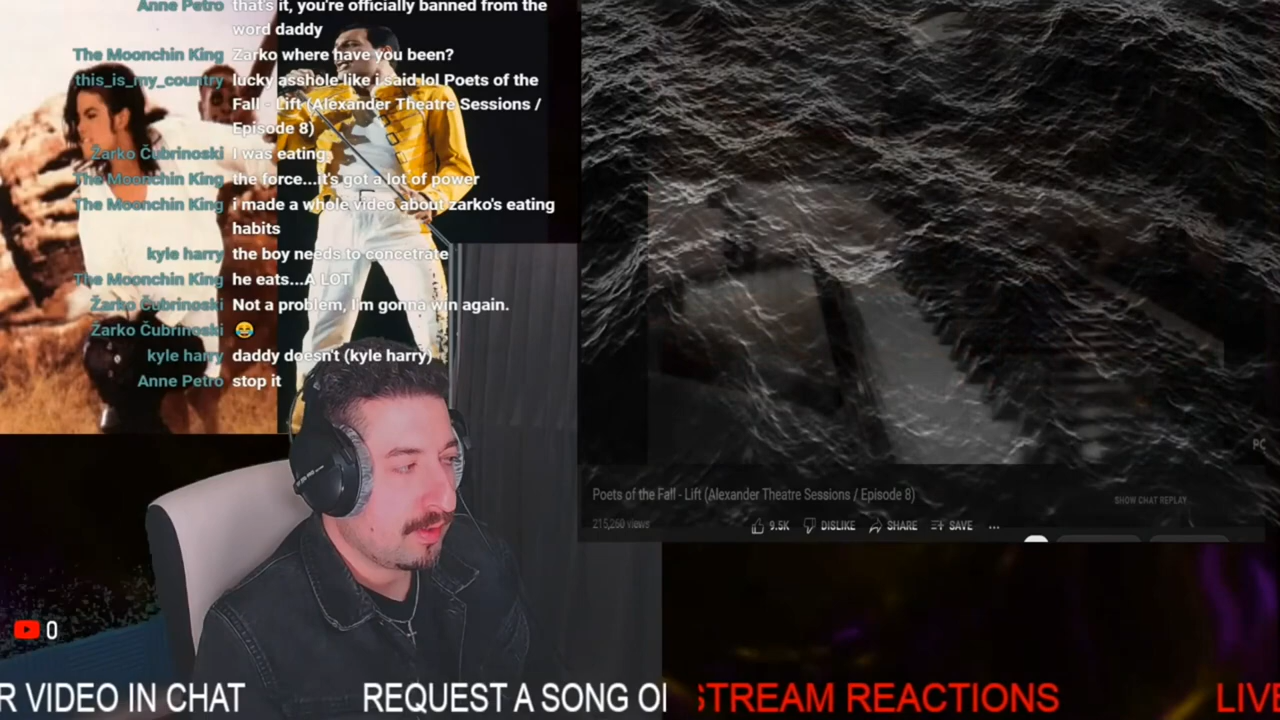 Anne Petro that's it, you're officially banned from the
word daddy
The Moonchin King Zarko where have you been?
this_is_my_country lucky asshole like i said lol Poets of the
Fall - Lift (Alexander Theatre Sessions /
Episode 8)
Žarko Čubrinoski I was eating
The Moonchin King the force...it's got a lot of power
The Moonchin King i made a whole video about zarko's eating
habits
kyle harry the boy needs to concetrate
The Moonchin King he eats...A LOT
Žarko Čubrinoski Not a problem, I'm gonna win again.
Žarko Čubrinoski 😂
kyle harry daddy doesn't (kyle harry)
Anne Petro stop it
PC
Poets of the Fall - Lift (Alexander Theatre Sessions / Episode 8)
SHOW CHAT REPLAY
215,260 views 9.5K DISLIKE SHARE SAVE ...
0
R VIDEO IN CHAT REQUEST A SONG O
STREAM REACTIONS LIVE